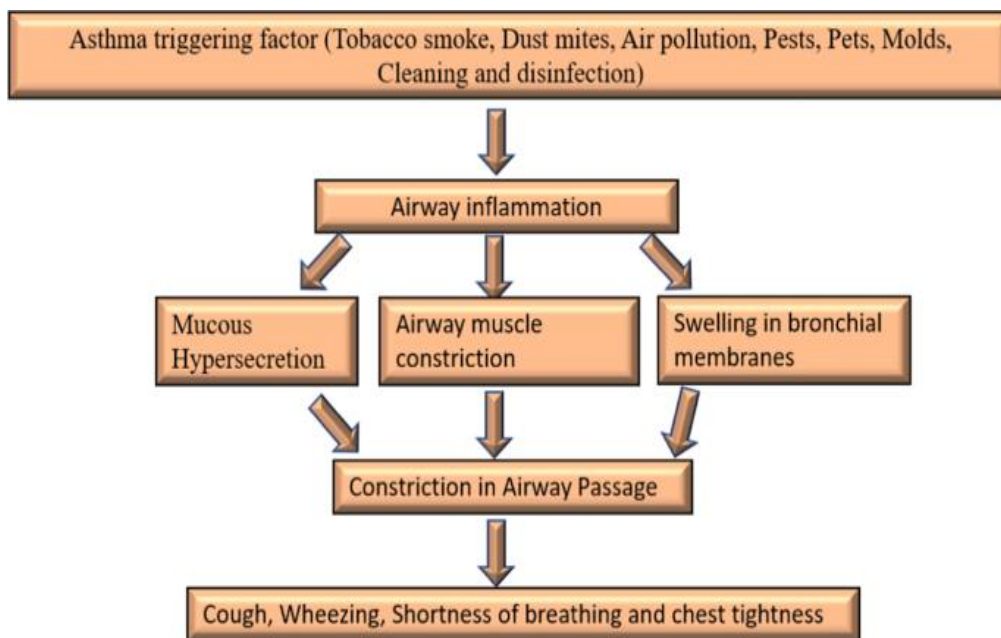 Asthma triggering factor (Tobacco smoke, Dust mites, Air pollution, Pests, Pets, Molds,
Cleaning and disinfection)
Airway inflammation
Mucous
Hypersecretion
Airway muscle
constriction
Swelling in bronchial
membranes
Constriction in Airway Passage
Cough, Wheezing, Shortness of breathing and chest tightness